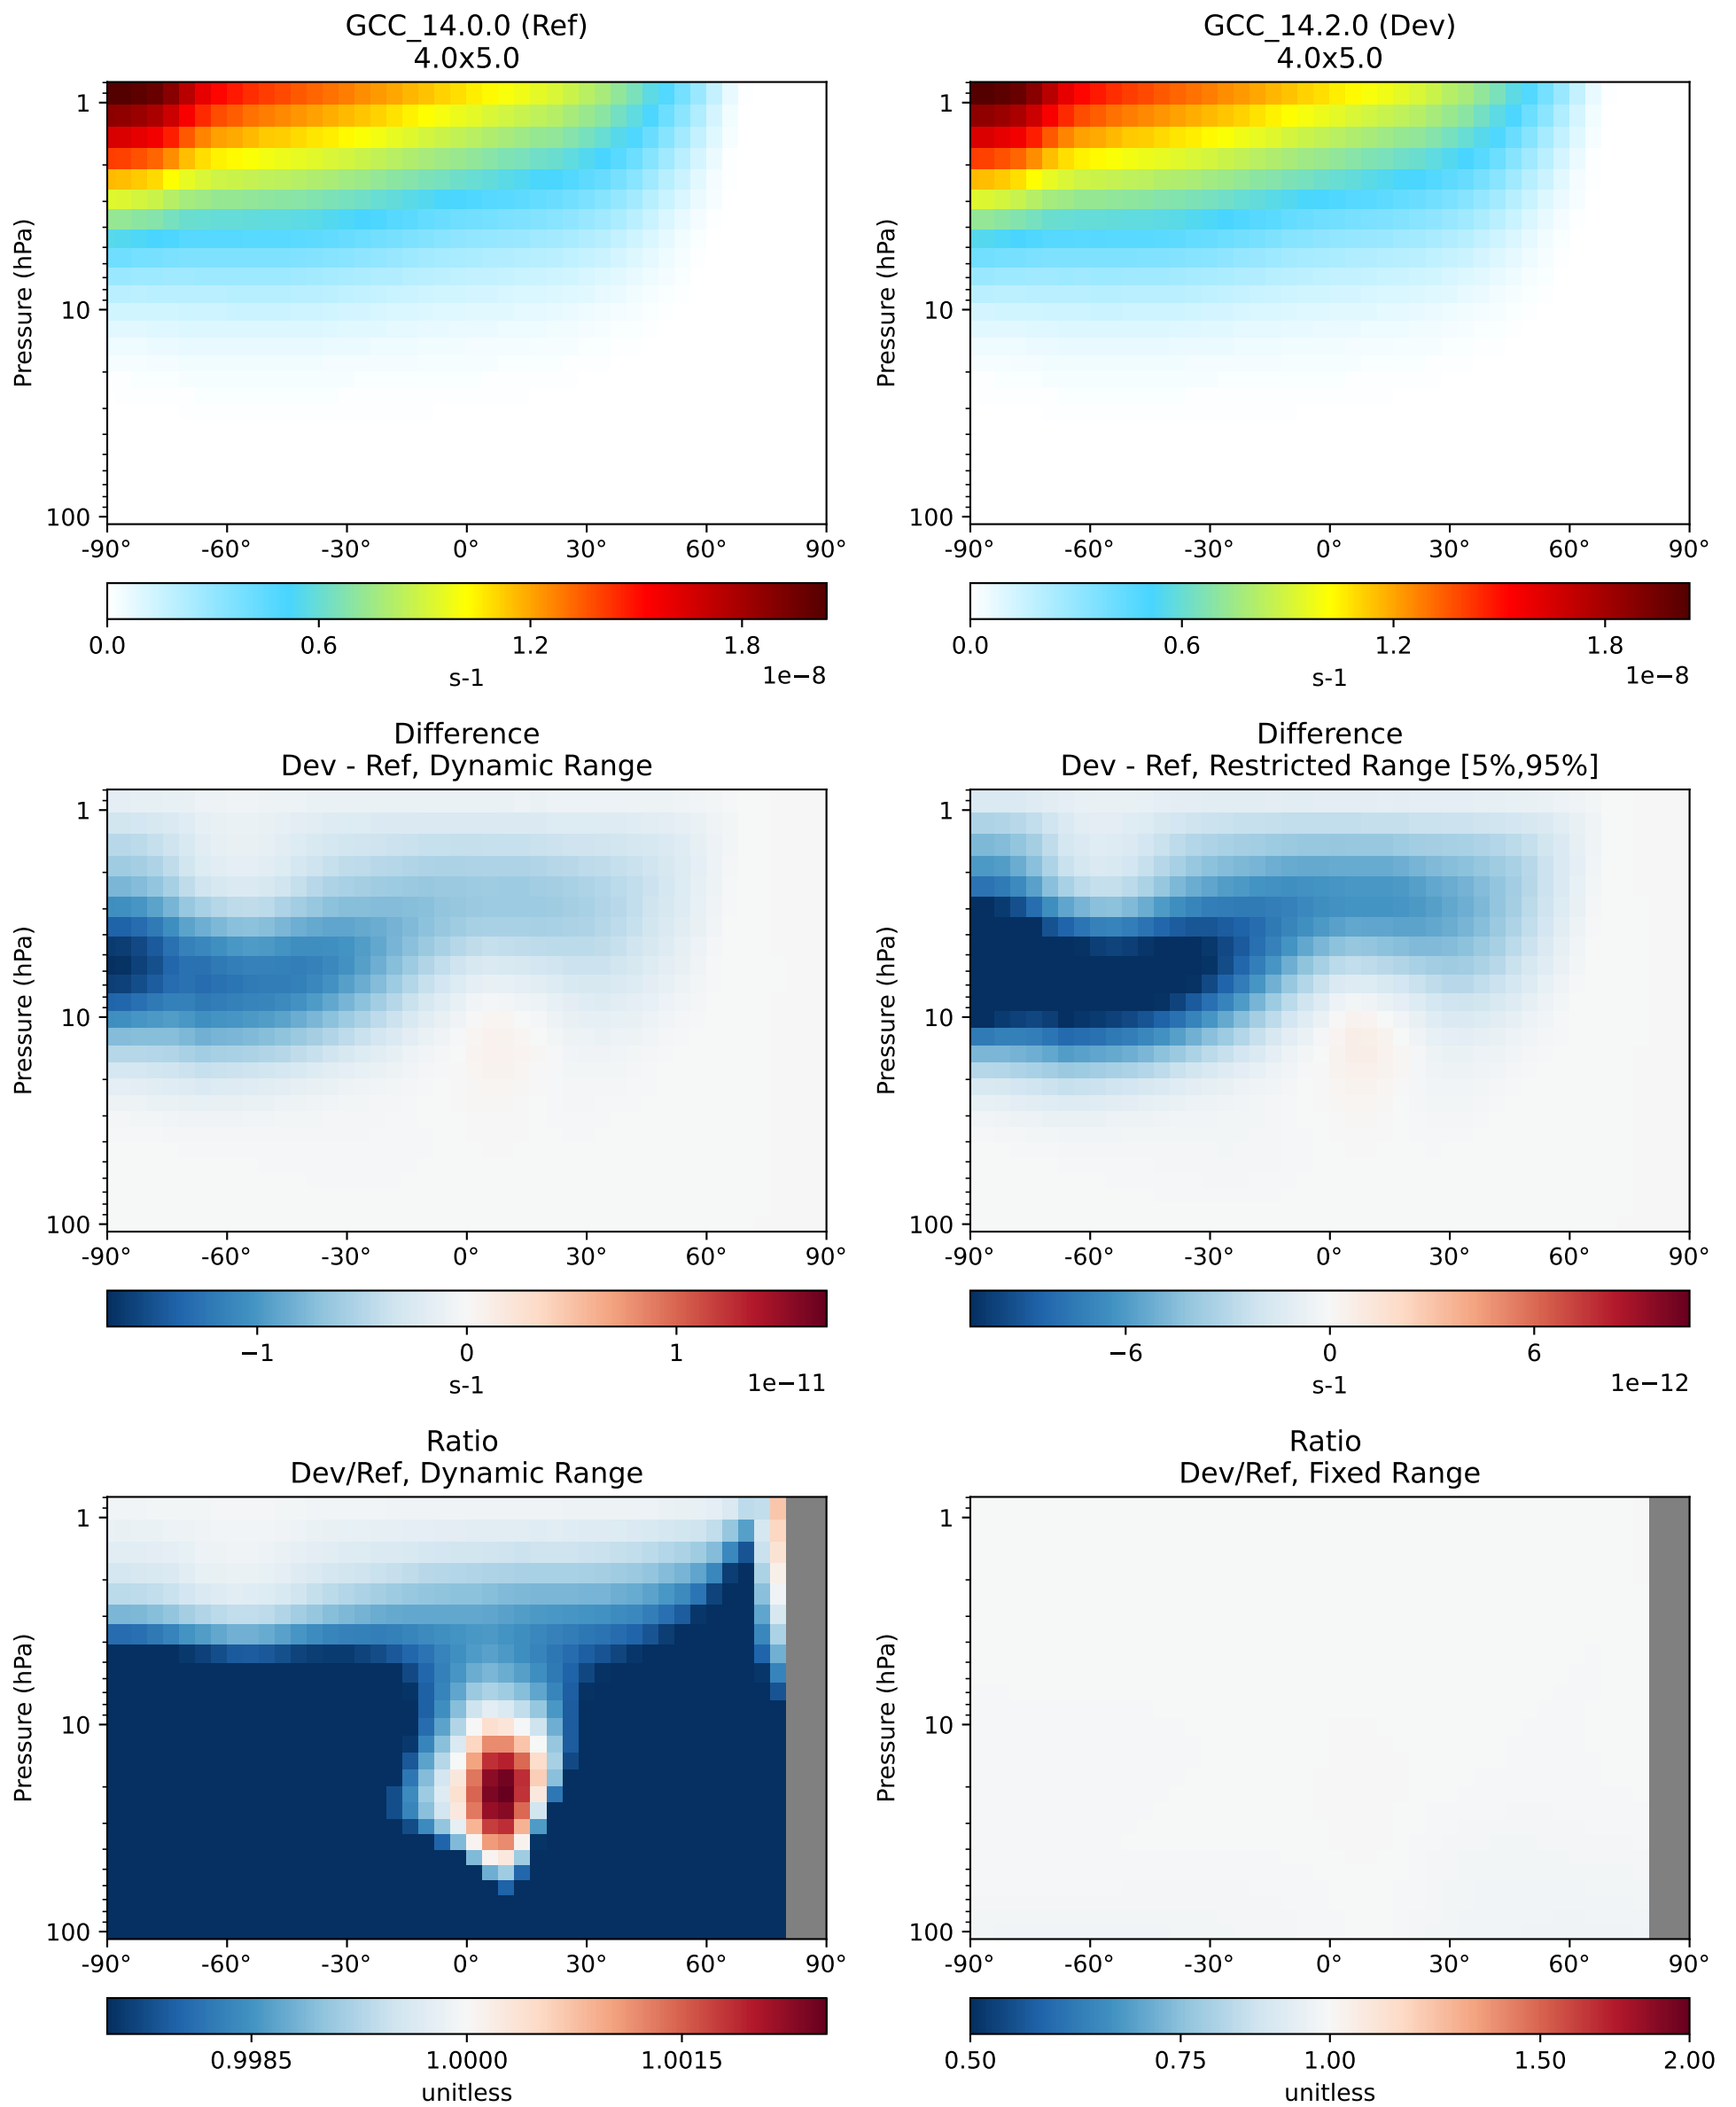 GCC_14.0.0 (Ref)
4.0x5.0
Pressure (hPa)
1
10
100
-90° -60° -30° 0° 30° 60° 90°
0.0 0.6 1.2 1.8
s-1
1e−8
GCC_14.2.0 (Dev)
4.0x5.0
Pressure (hPa)
1
10
100
-90° -60° -30° 0° 30° 60° 90°
0.0 0.6 1.2 1.8
s-1
1e−8
Difference
Dev - Ref, Dynamic Range
Pressure (hPa)
1
10
100
-90° -60° -30° 0° 30° 60° 90°
−1 0 1
s-1
1e−11
Difference
Dev - Ref, Restricted Range [5%,95%]
Pressure (hPa)
1
10
100
-90° -60° -30° 0° 30° 60° 90°
−6 0 6
s-1
1e−12
Ratio
Dev/Ref, Dynamic Range
Pressure (hPa)
1
10
100
-90° -60° -30° 0° 30° 60° 90°
0.9985 1.0000 1.0015
unitless
Ratio
Dev/Ref, Fixed Range
Pressure (hPa)
1
10
100
-90° -60° -30° 0° 30° 60° 90°
0.50 0.75 1.00 1.50 2.00
unitless